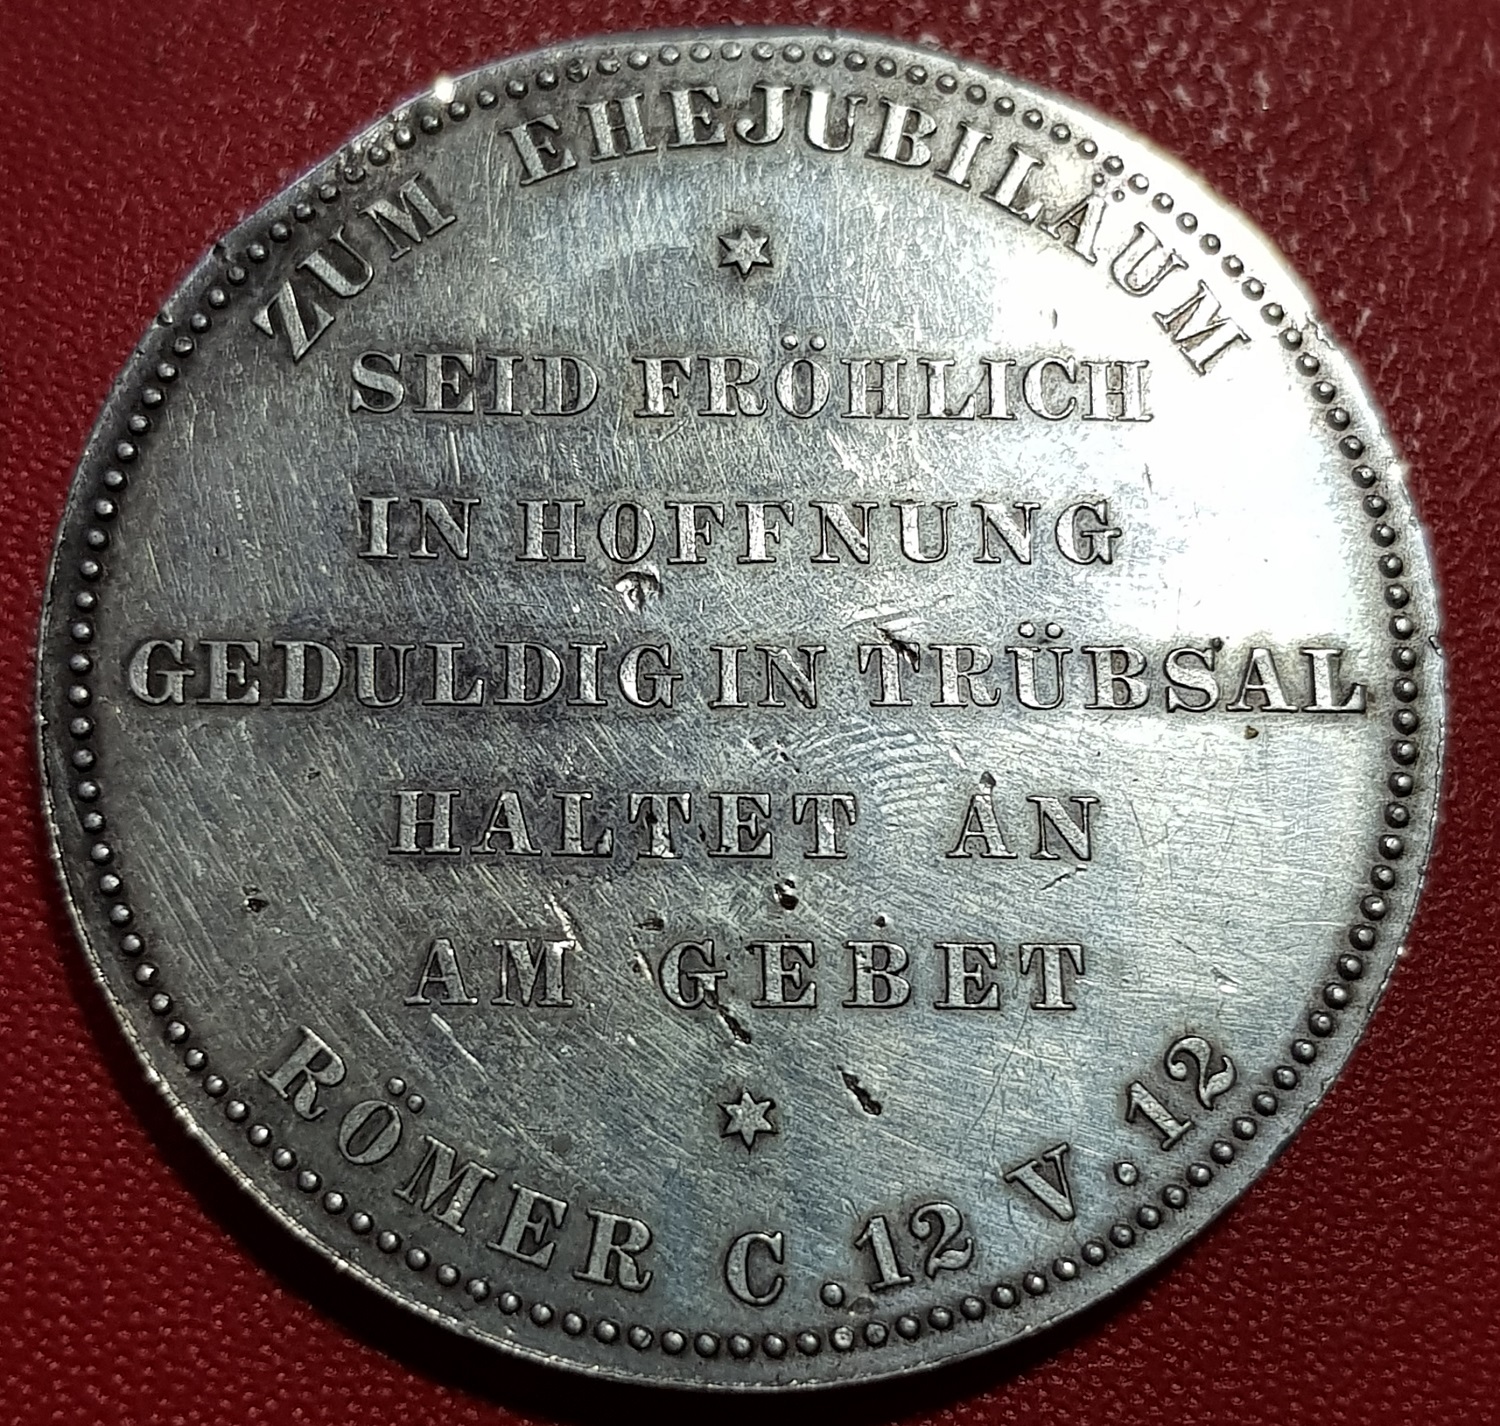 ZUM EHEJUBILÄUM
SEID FRÖHLICH
IN HOFFNUNG
GEDULDIG IN TRÜBSAL
HALTET AN
AM GEBET
RÖMER C.12 V.12